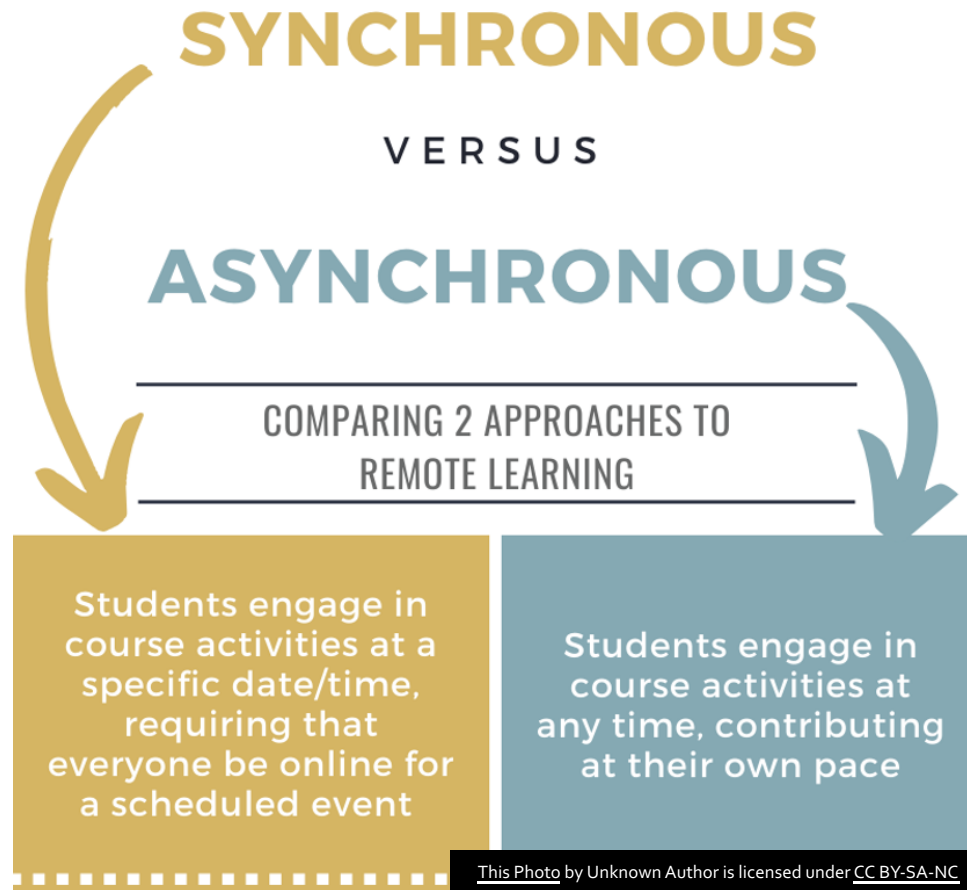 SYNCHRONOUS
VERSUS
ASYNCHRONOUS
COMPARING 2 APPROACHES TO
REMOTE LEARNING
Students engage in
course activities at a
specific date/time,
requiring that
everyone be online for
a scheduled event
Students engage in
course activities at
any time, contributing
at their own pace
This Photo by Unknown Author is licensed under CC BY-SA-NC